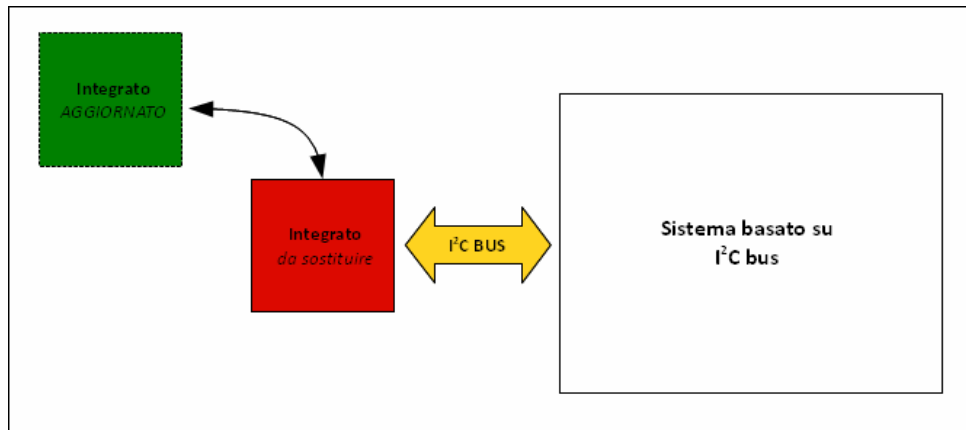 Integrato
AGGIORNATO
Integrato
da sostituire
I²C BUS
Sistema basato su
I²C bus